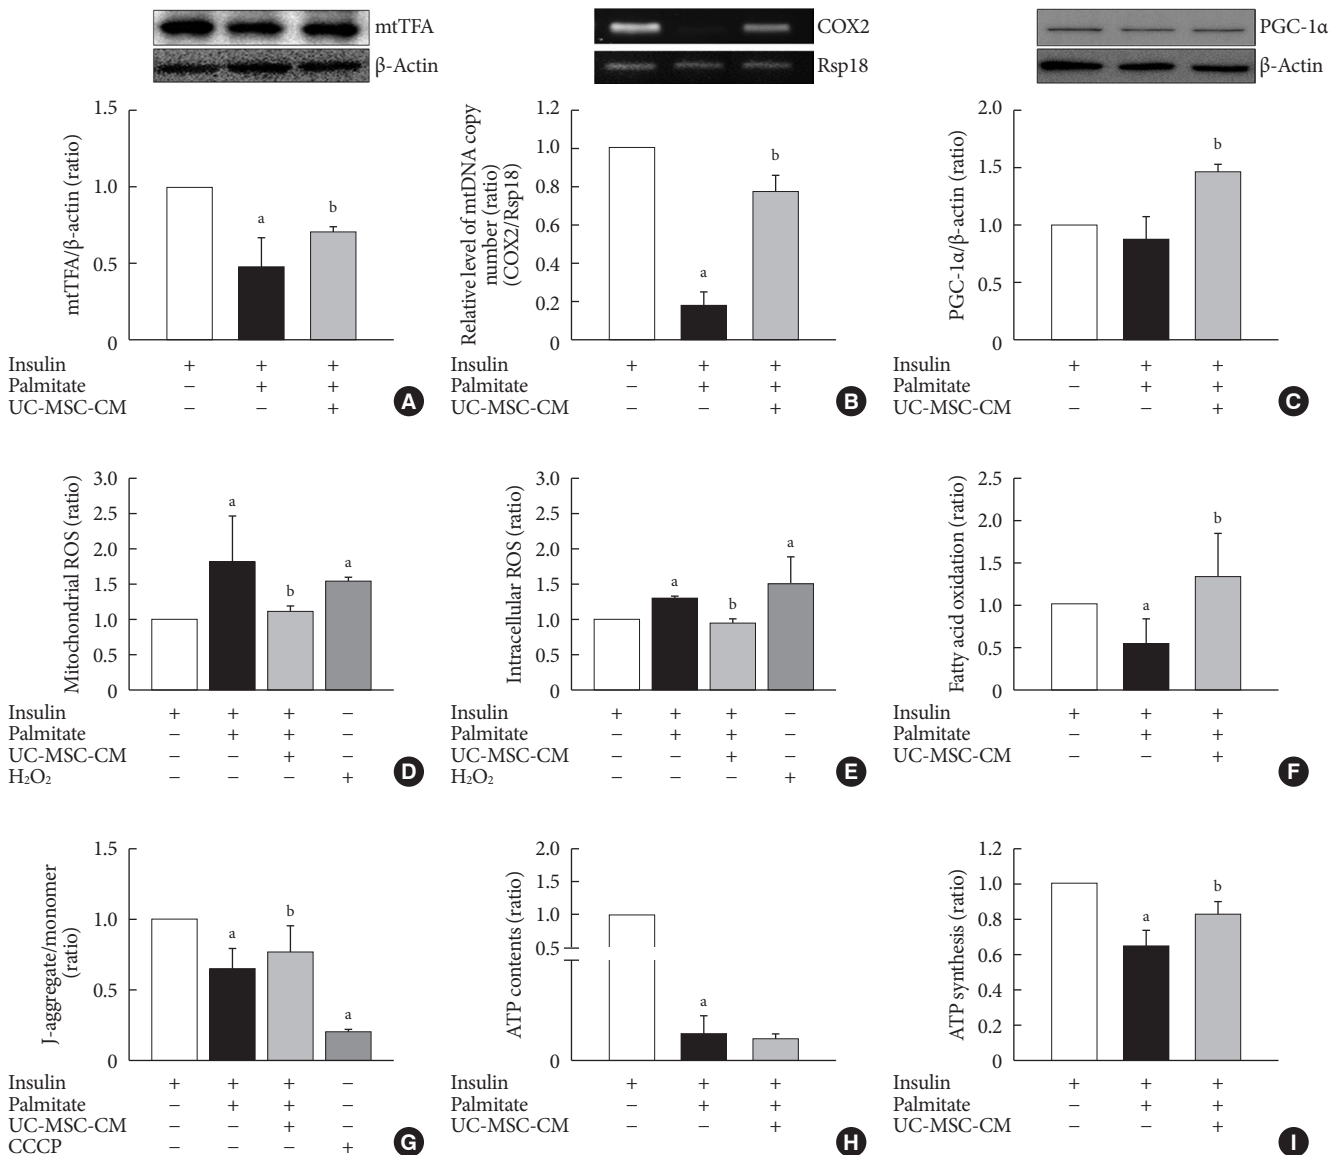 mtTFA
β-Actin
mtTFA/β-actin (ratio)
1.5
1.0
0.5
0
a
b
Insulin + + +
Palmitate – + +
UC-MSC-CM – – +
A
COX2
Rsp18
Relative level of mtDNA copy
number (ratio)
(COX2/Rsp18)
1.2
1.0
0.8
0.6
0.4
0.2
0
a
b
Insulin + + +
Palmitate – + +
UC-MSC-CM – – +
B
PGC-1α
β-Actin
PGC-1α/β-actin (ratio)
2.0
1.5
1.0
0.5
0
b
Insulin + + +
Palmitate – + +
UC-MSC-CM – – +
C
Mitochondrial ROS (ratio)
3.0
2.5
2.0
1.5
1.0
0.5
0
a
b
a
Insulin + + + –
Palmitate – + + –
UC-MSC-CM – – + –
H₂O₂ – – – +
D
Intracellular ROS (ratio)
3.0
2.5
2.0
1.5
1.0
0.5
0
a
b
a
Insulin + + + –
Palmitate – + + –
UC-MSC-CM – – + –
H₂O₂ – – – +
E
Fatty acid oxidation (ratio)
2.5
2.0
1.5
1.0
0.5
0
a
b
Insulin + + +
Palmitate – + +
UC-MSC-CM – – +
F
J-aggregate/monomer
(ratio)
1.5
1.0
0.5
0
a
b
a
Insulin + + + –
Palmitate – + + –
UC-MSC-CM – – + –
CCCP – – – +
G
ATP contents (ratio)
2.0
1.5
1.0
0.5
0
a
Insulin + + +
Palmitate – + +
UC-MSC-CM – – +
H
ATP synthesis (ratio)
1.2
1.0
0.8
0.6
0.4
0.2
0
a
b
Insulin + + +
Palmitate – + +
UC-MSC-CM – – +
I